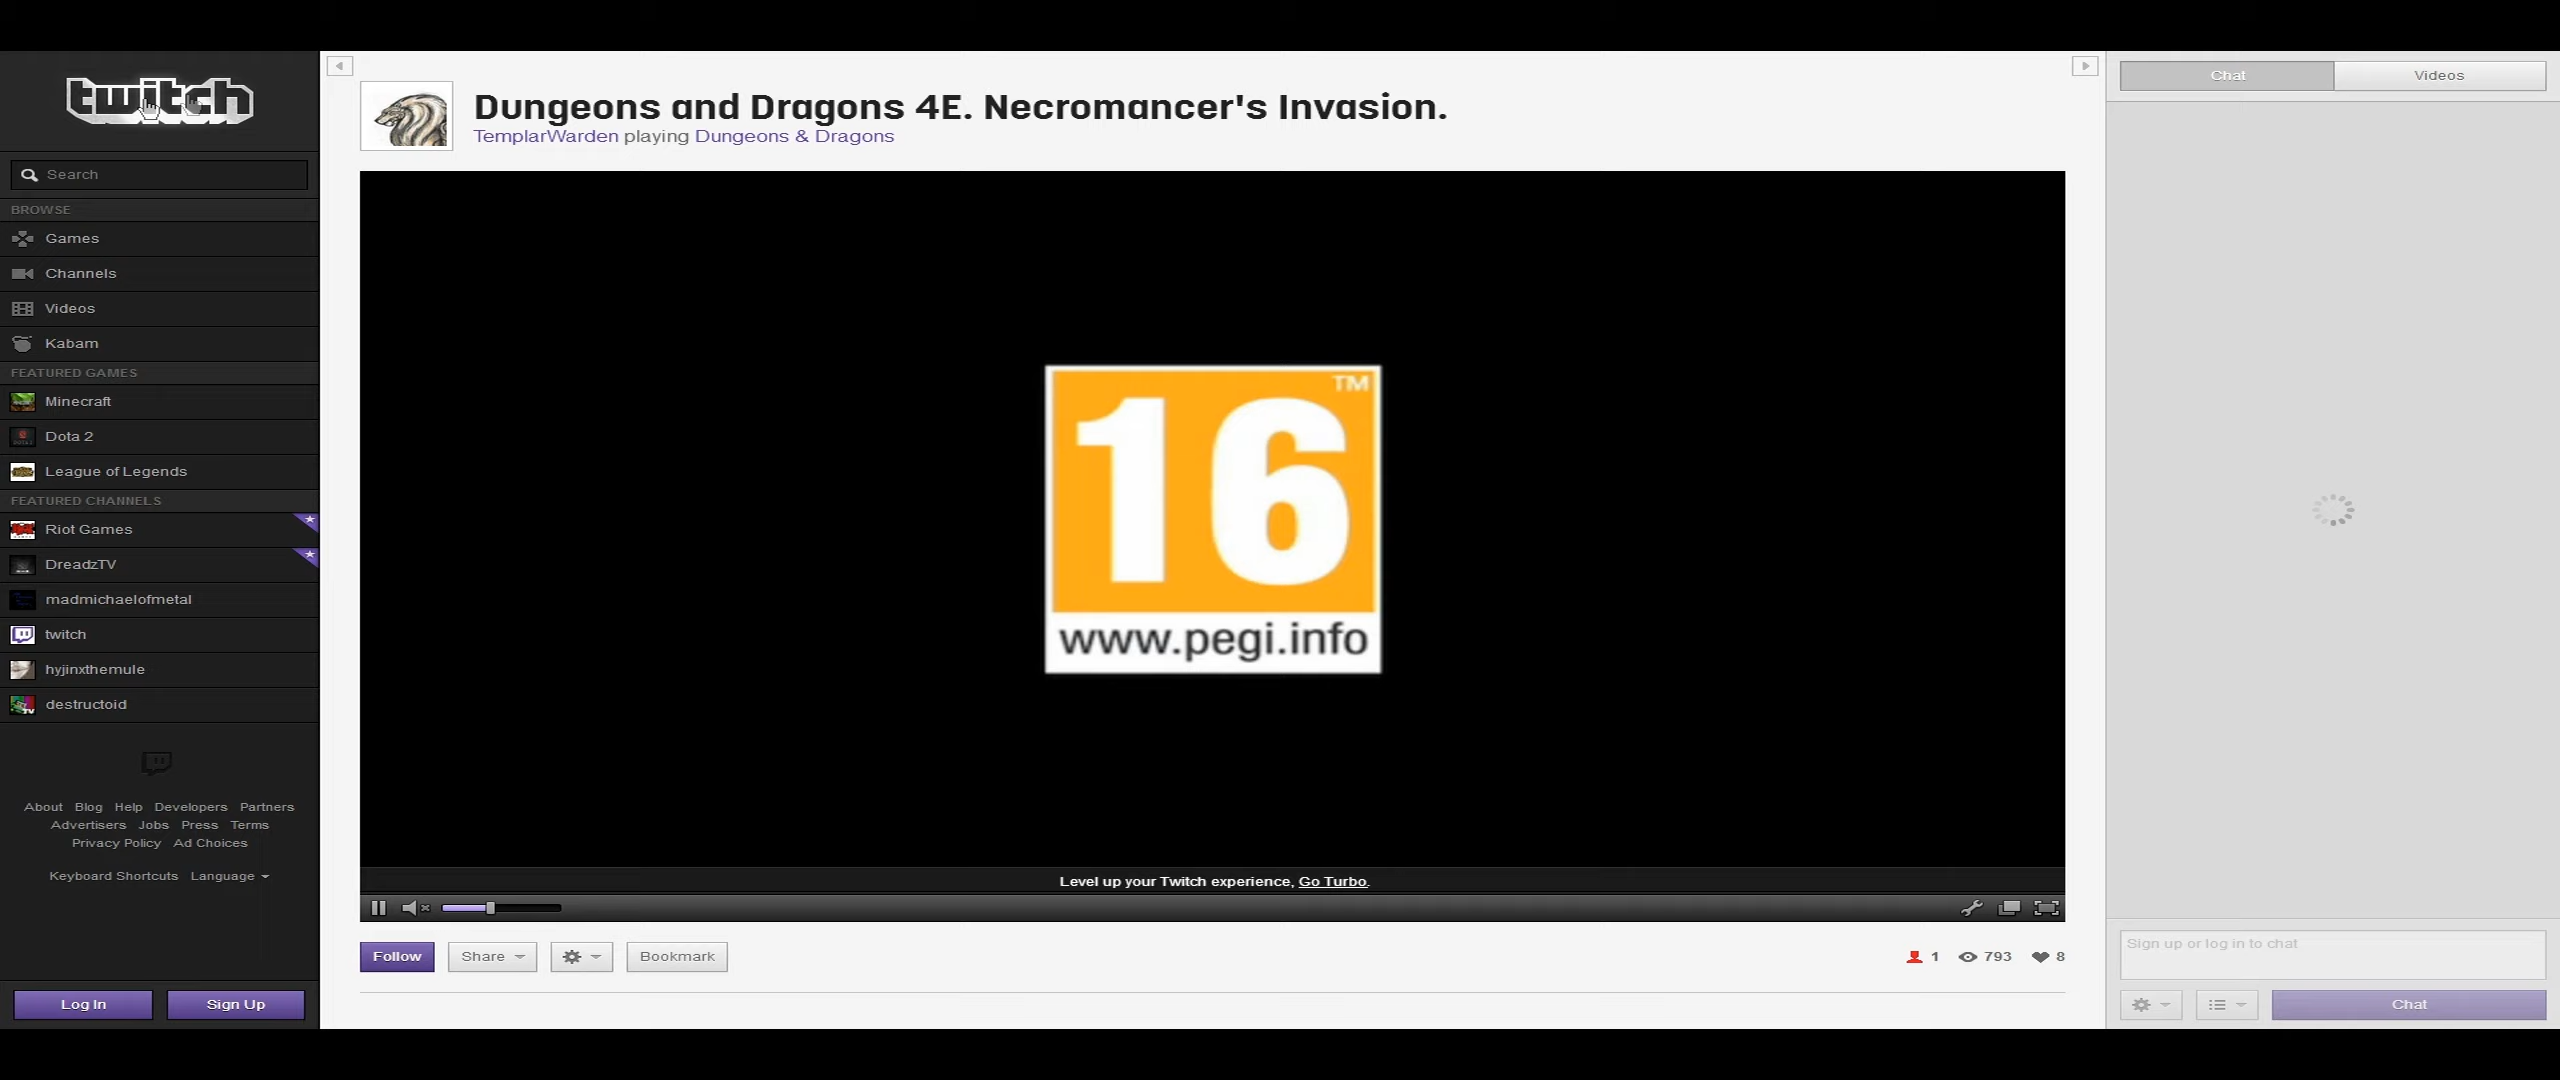 twitch
Search
BROWSE
Games
Channels
Videos
Kabam
FEATURED GAMES
Minecraft
Dota 2
League of Legends
FEATURED CHANNELS
Riot Games
DreadzTV
madmichaelofmetal
twitch
hyjinxthemule
destructoid
About Blog Help Developers Partners
Advertisers Jobs Press Terms
Privacy Policy Ad Choices
Keyboard Shortcuts Language
Log In Sign Up
Dungeons and Dragons 4E. Necromancer's Invasion.
TemplarWarden playing Dungeons & Dragons
TM
16
www.pegi.info
Level up your Twitch experience, Go Turbo.
Follow Share Bookmark 1 793 8
Chat Videos
Sign up or log in to chat
Chat